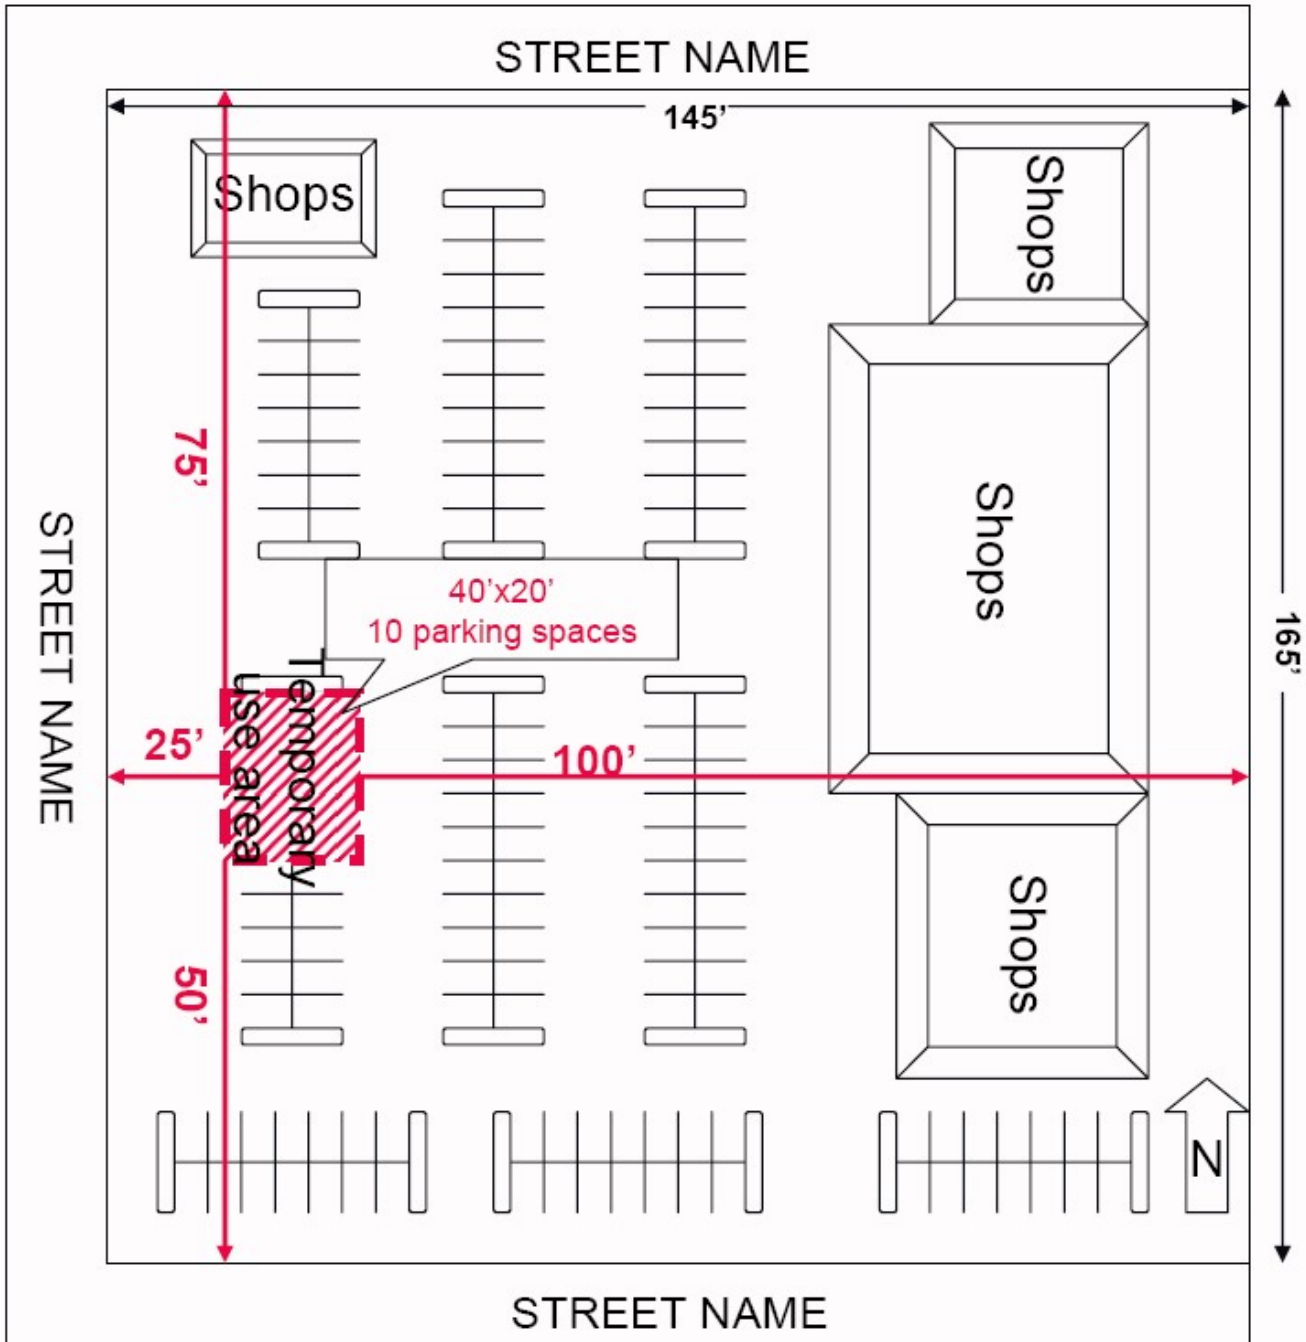 STREET NAME
145’
Shops
Shops
75’
Shops
STREET NAME
40’x20’
10 parking spaces
165’
Temporary
use area
25’
100’
Shops
50’
N
STREET NAME